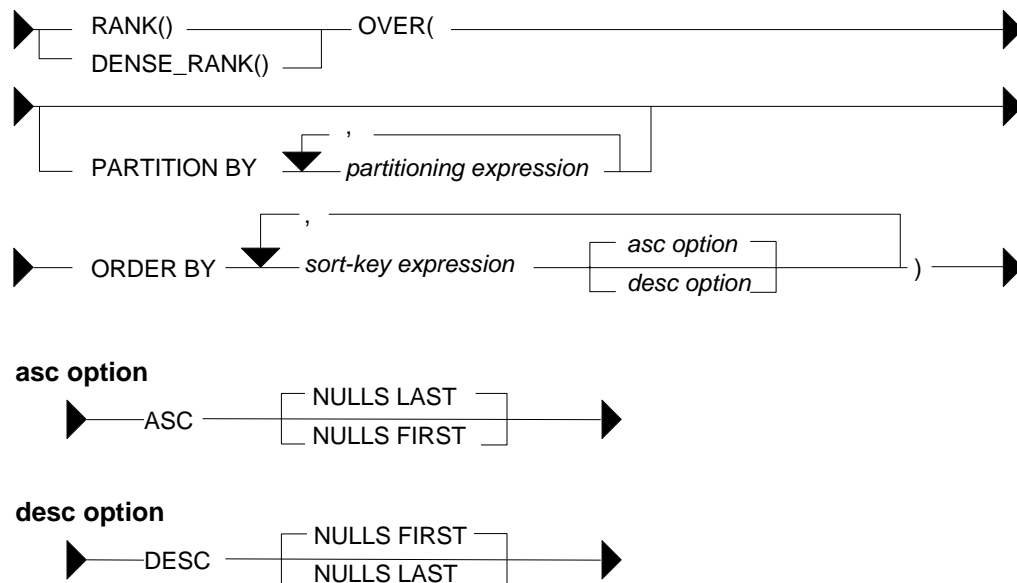 RANK() OVER(
DENSE_RANK()
,
PARTITION BY partitioning expression
,
asc option
ORDER BY sort-key expression )
desc option
asc option
NULLS LAST
ASC
NULLS FIRST
desc option
NULLS FIRST
DESC
NULLS LAST